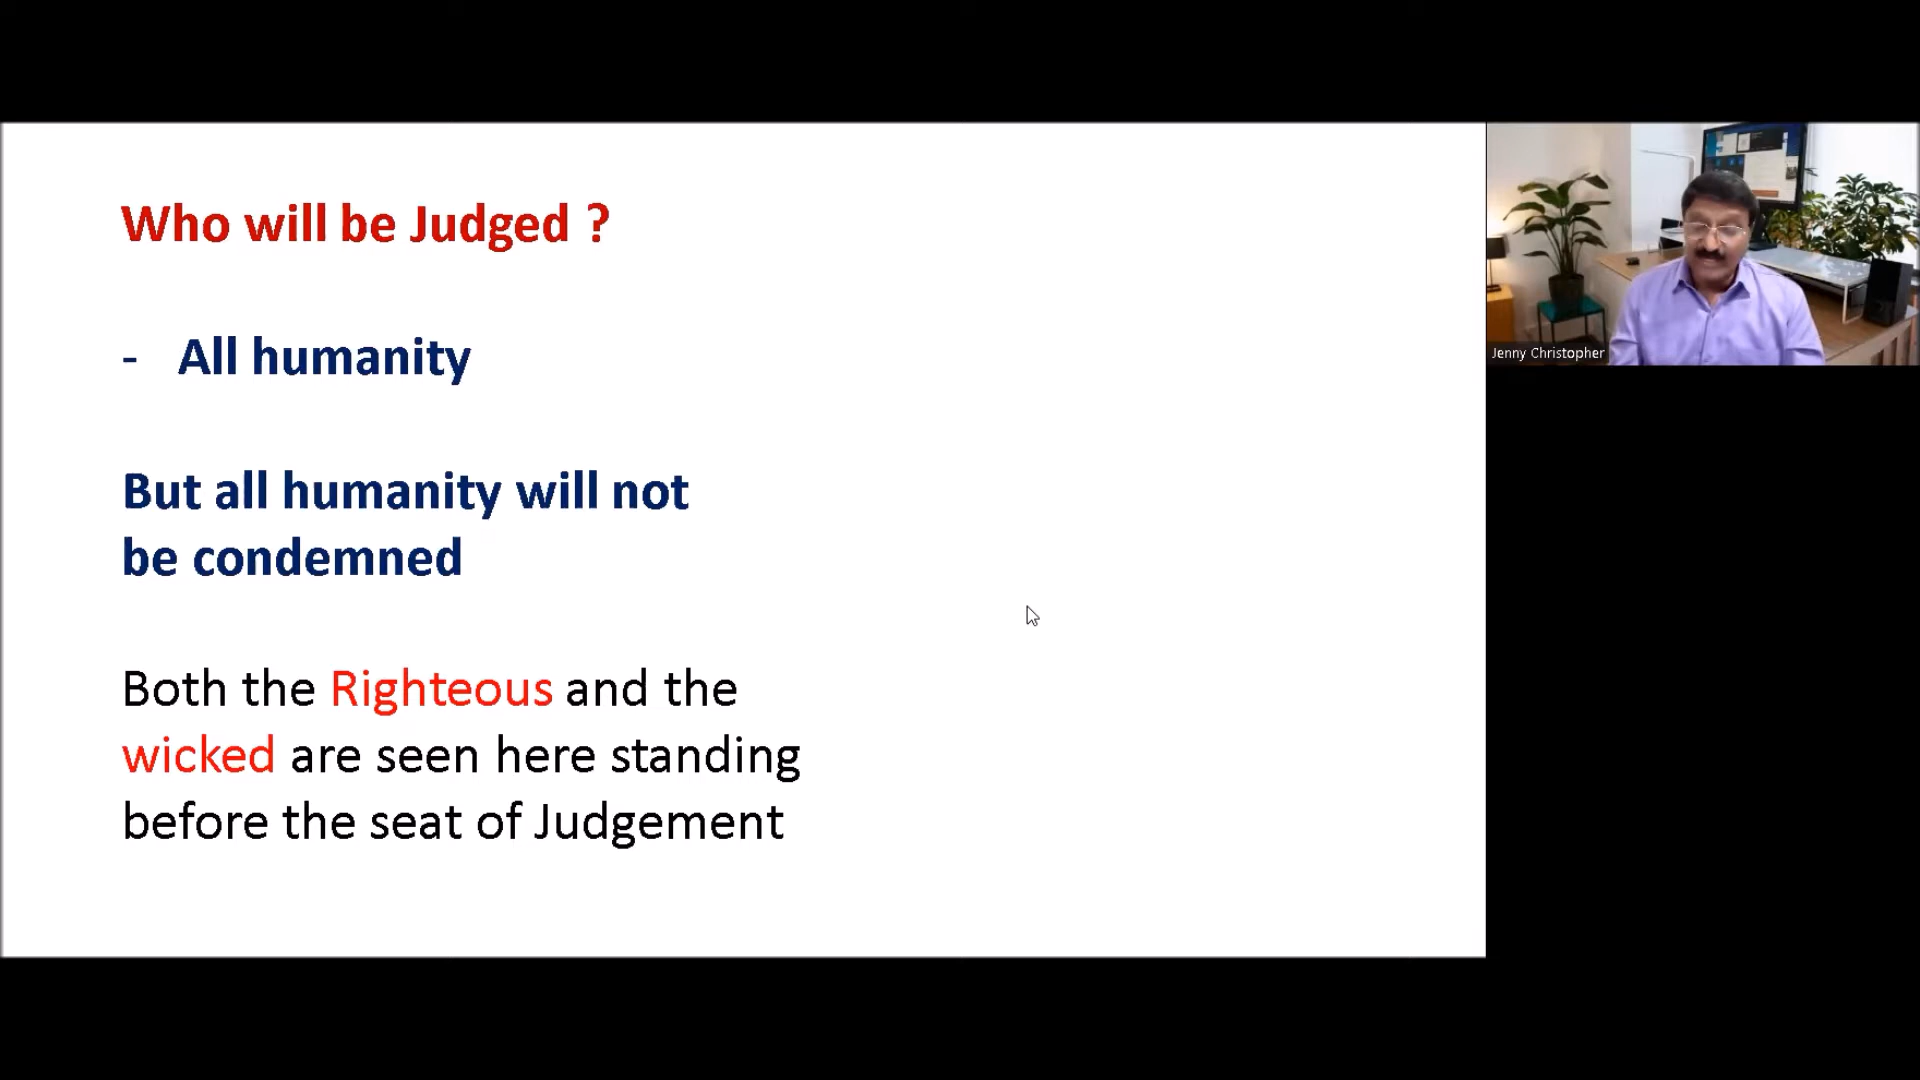 Who will be Judged ?
- All humanity
But all humanity will not
be condemned
Both the Righteous and the
wicked are seen here standing
before the seat of Judgement
Jenny Christopher